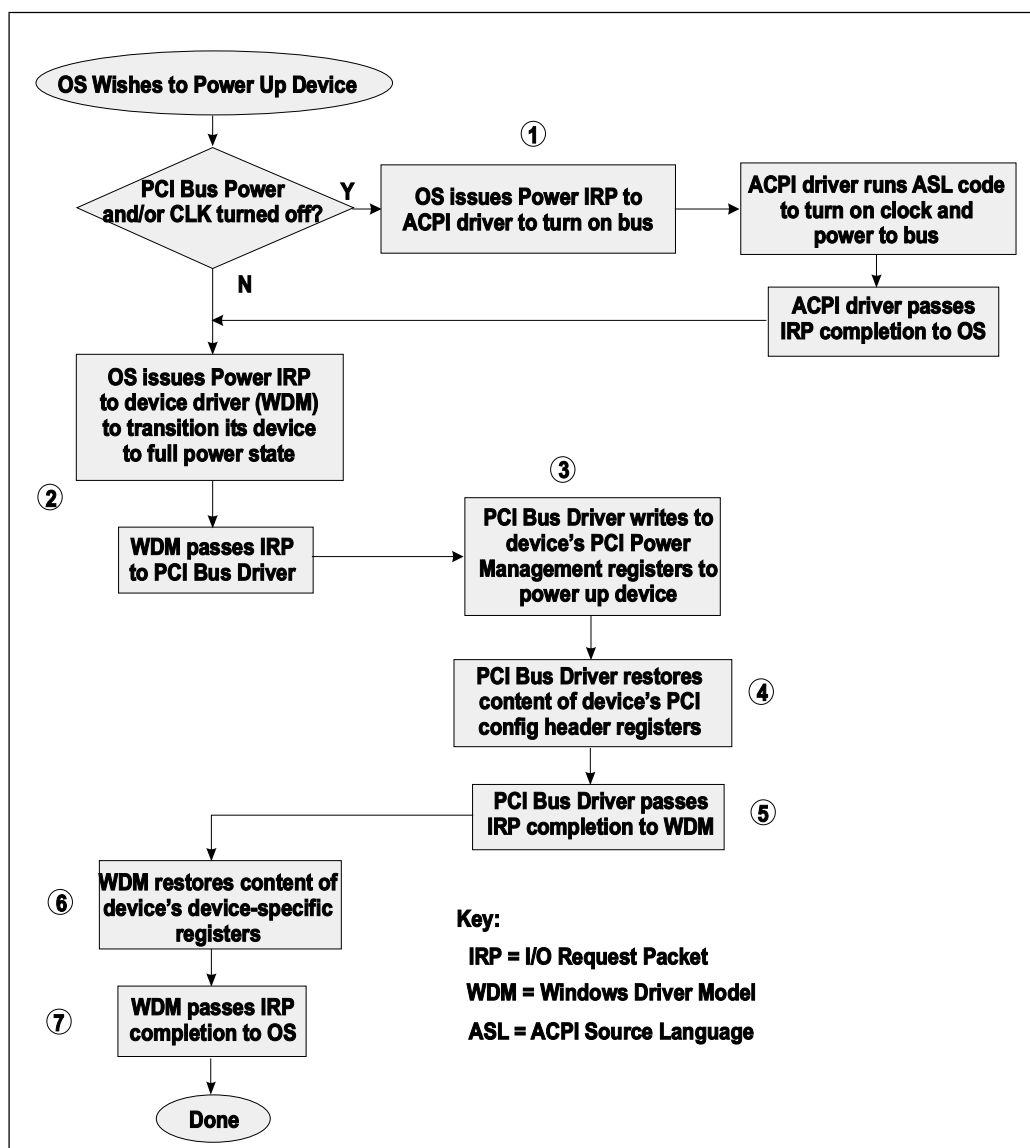 OS Wishes to Power Up Device
PCI Bus Power
and/or CLK turned off?
Y
N
①
OS issues Power IRP to
ACPI driver to turn on bus
ACPI driver runs ASL code
to turn on clock and
power to bus
ACPI driver passes
IRP completion to OS
OS issues Power IRP
to device driver (WDM)
to transition its device
to full power state
②
WDM passes IRP
to PCI Bus Driver
③
PCI Bus Driver writes to
device's PCI Power
Management registers to
power up device
PCI Bus Driver restores
content of device's PCI
config header registers
④
PCI Bus Driver passes
IRP completion to WDM
⑤
WDM restores content of
device's device-specific
registers
⑥
WDM passes IRP
completion to OS
⑦
Done
Key:
IRP = I/O Request Packet
WDM = Windows Driver Model
ASL = ACPI Source Language